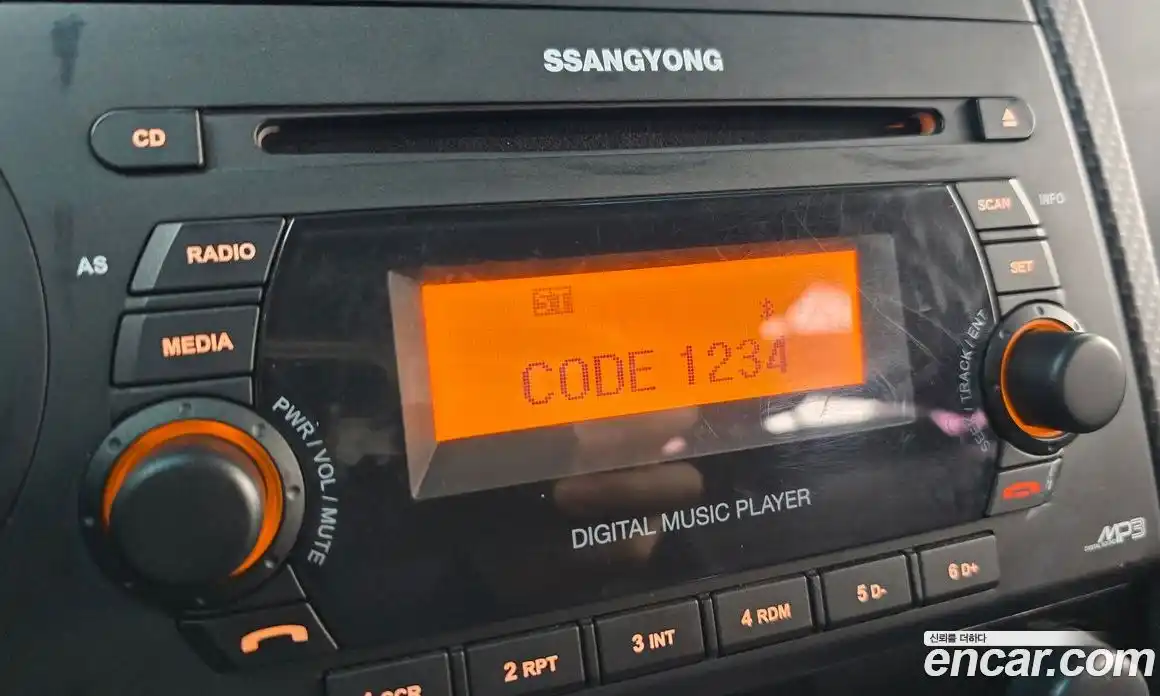 SSANGYONG
CD
SCAN
INFO
RADIO
AS
SET
ST
MEDIA
CODE 1234
PWR / VOL / MUTE
TRACK / ENT
DIGITAL MUSIC PLAYER
MP3
6 D+
5 D-
4 RDM
3 INT
2 RPT
신뢰를 더하다
encar.com